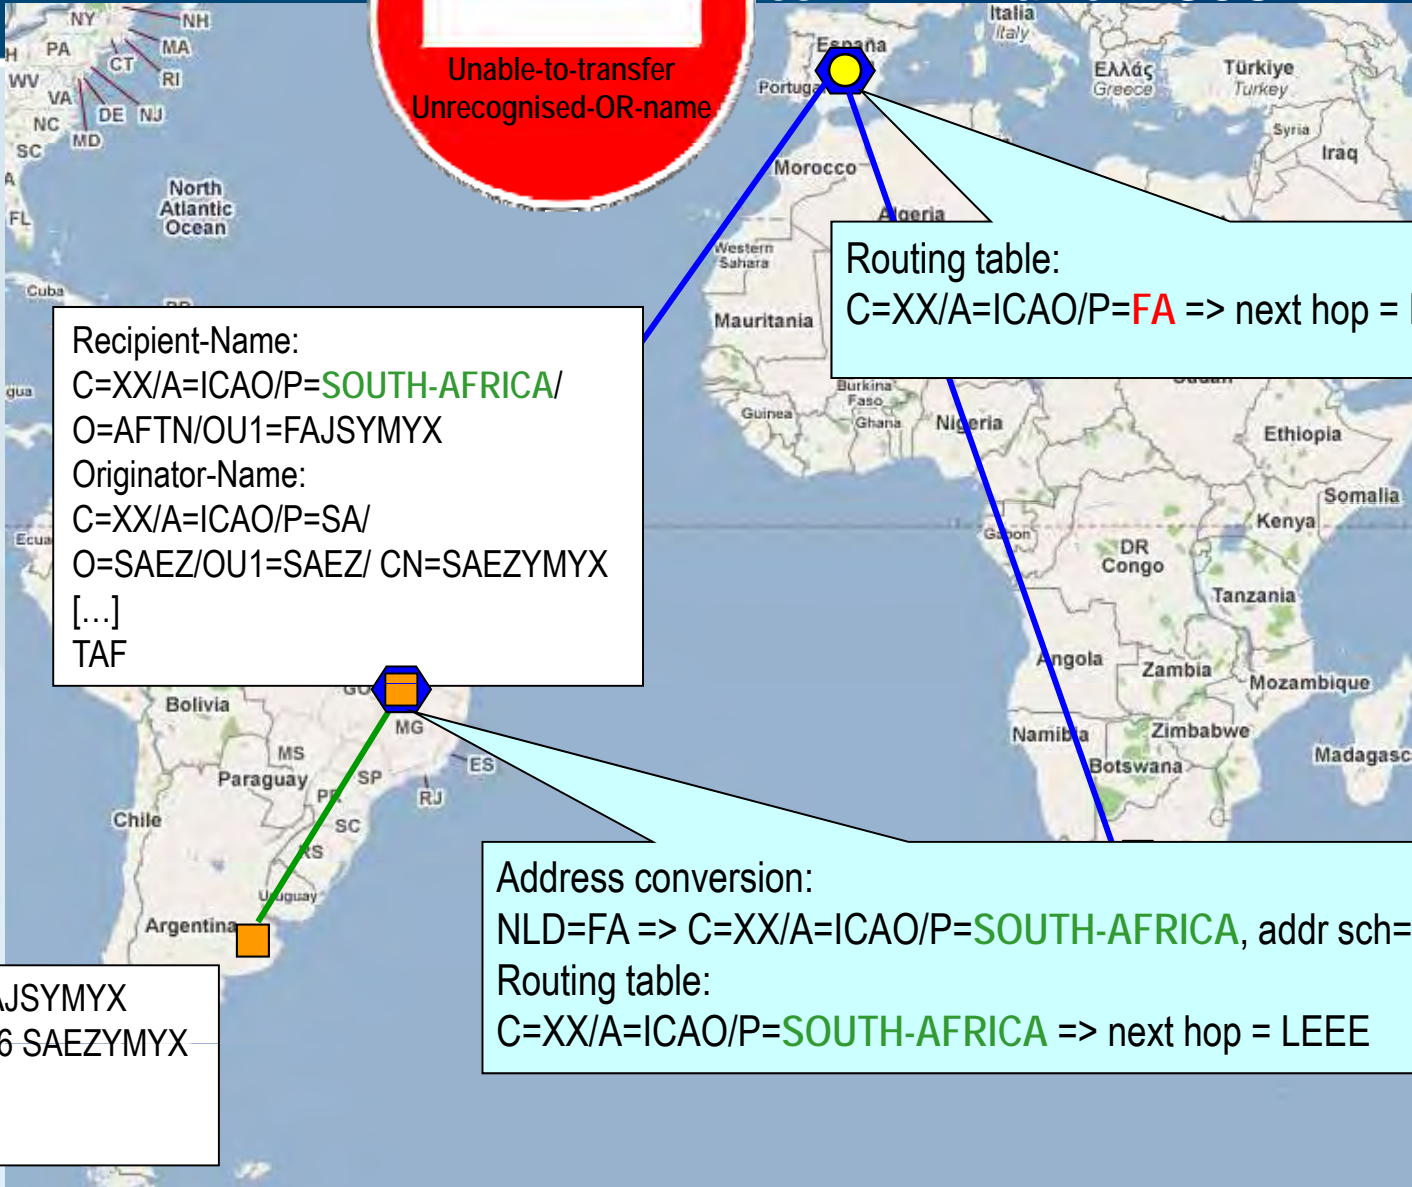 Unable-to-transfer
Unrecognised-OR-name
NY
NH
PA
MA
CT
RI
WV
VA
DE
NJ
NC
MD
SC
FL
North
Atlantic
Ocean
Cuba
Italia
Italy
España
Portuga
Ελλάς
Greece
Türkiye
Turkey
Syria
Iraq
Morocco
Algeria
Western
Sahara
Mauritania
Routing table:
C=XX/A=ICAO/P=FA => next hop =
Recipient-Name:
C=XX/A=ICAO/P=SOUTH-AFRICA/
O=AFTN/OU1=FAJSYMYX
Originator-Name:
C=XX/A=ICAO/P=SA/
O=SAEZ/OU1=SAEZ/ CN=SAEZYMYX
[…]
TAF
gua
Ecua
Burkina
Faso
Guinea
Ghana
Nigeria
Ethiopia
Somalia
Kenya
Gabon
DR
Congo
Tanzania
Angola
Zambia
Mozambique
Namibia
Zimbabwe
Botswana
Madagasc
Bolivia
GO
MG
MS
ES
Paraguay
SP
PR
RJ
Chile
SC
RS
Uruguay
Argentina
Address conversion:
NLD=FA => C=XX/A=ICAO/P=SOUTH-AFRICA, addr sch=
Routing table:
C=XX/A=ICAO/P=SOUTH-AFRICA => next hop = LEEE
AJSYMYX
6 SAEZYMYX